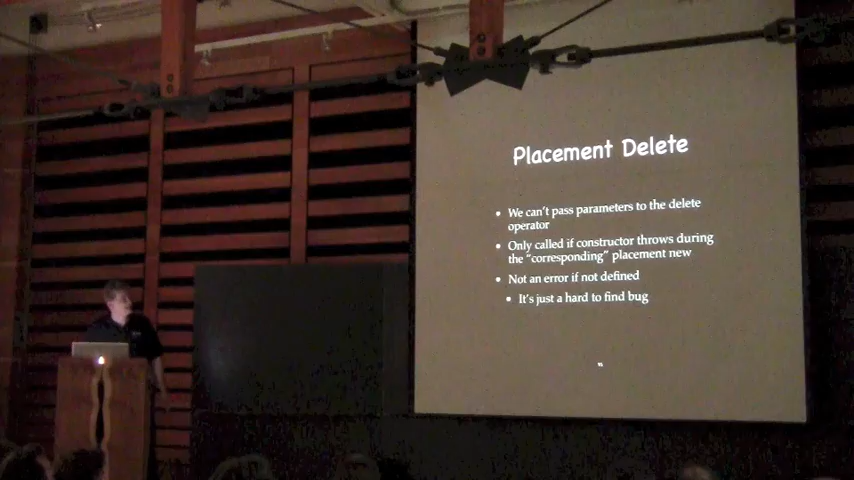 Placement Delete
• We can't pass parameters to the delete
operator
• Only called if constructor throws during
the "corresponding" placement new
• Not an error if not defined
• It's just a hard to find bug